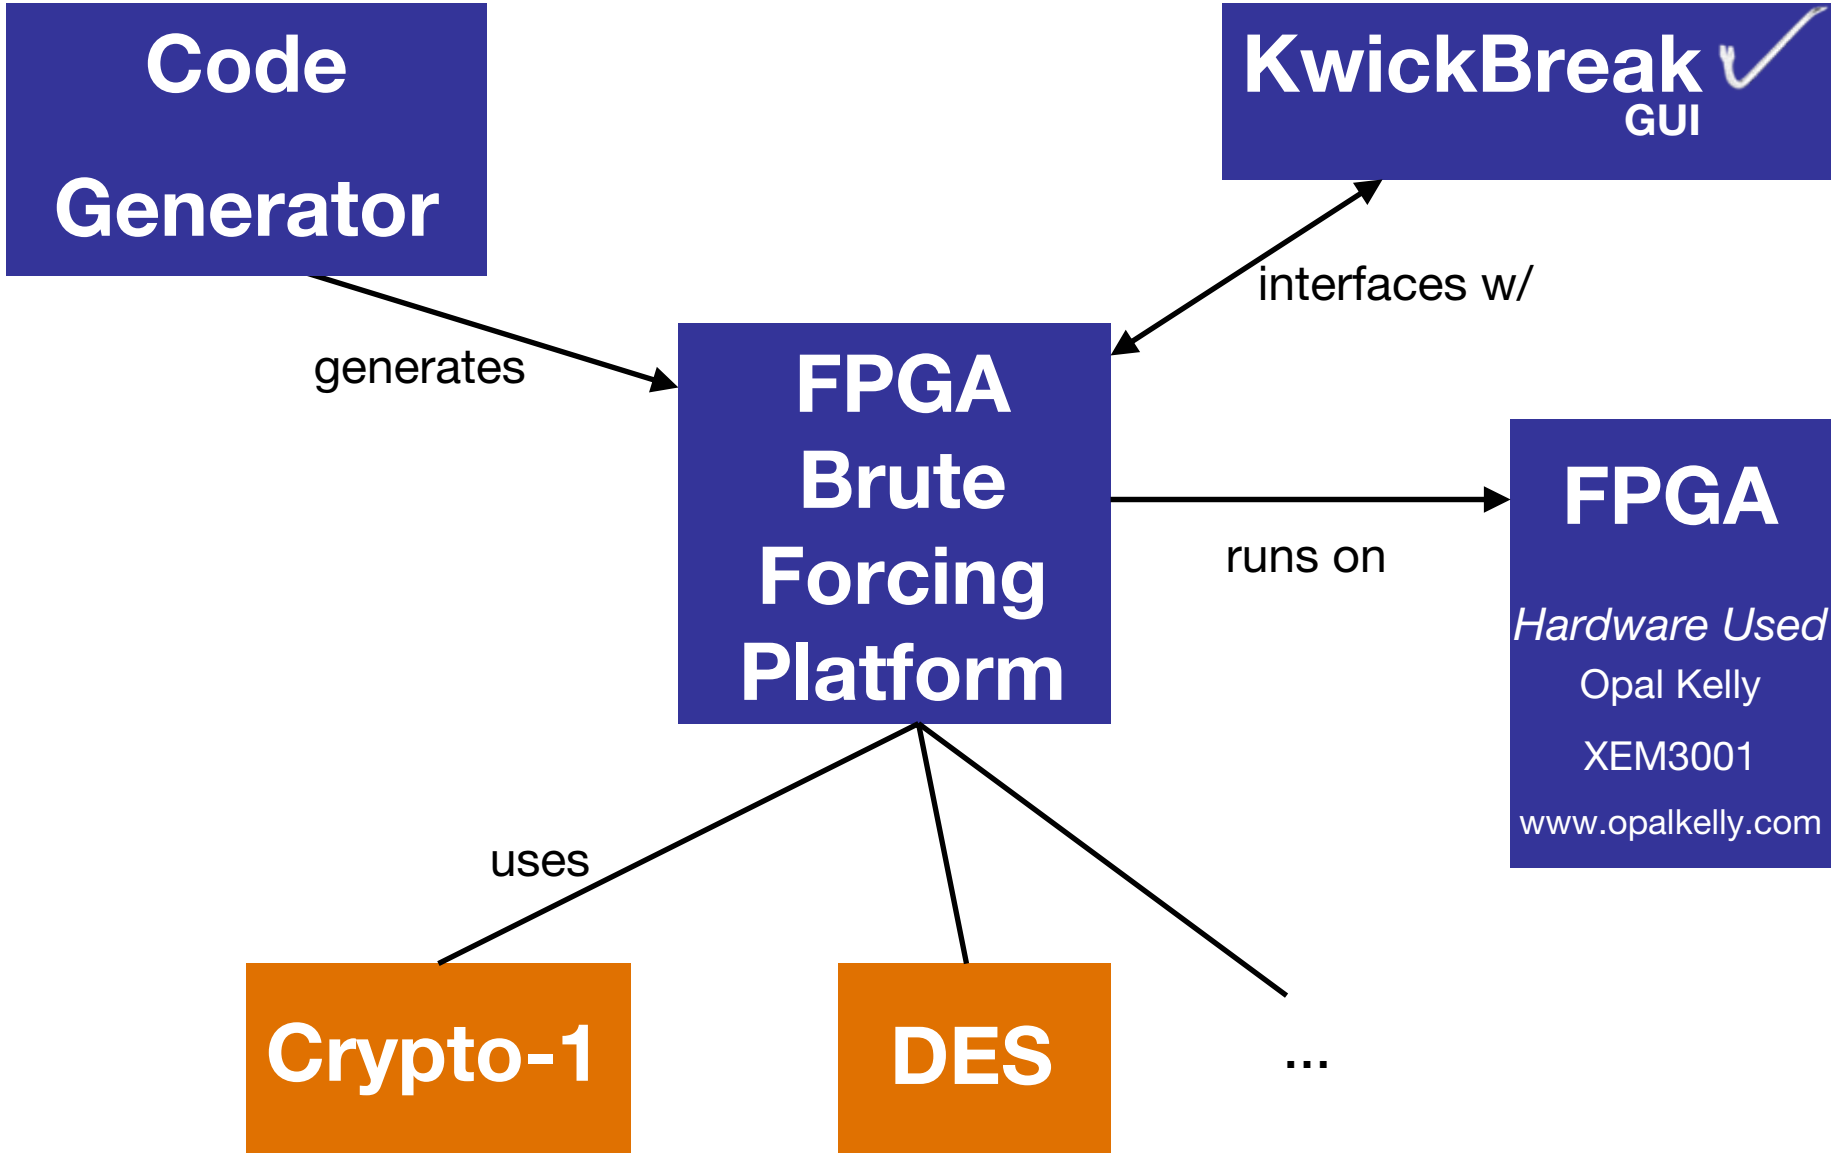 Code
Generator
KwickBreak
GUI
generates
interfaces w/
FPGA
Brute
Forcing
Platform
runs on
FPGA
Hardware Used
Opal Kelly
XEM3001
www.opalkelly.com
uses
Crypto-1
DES
...